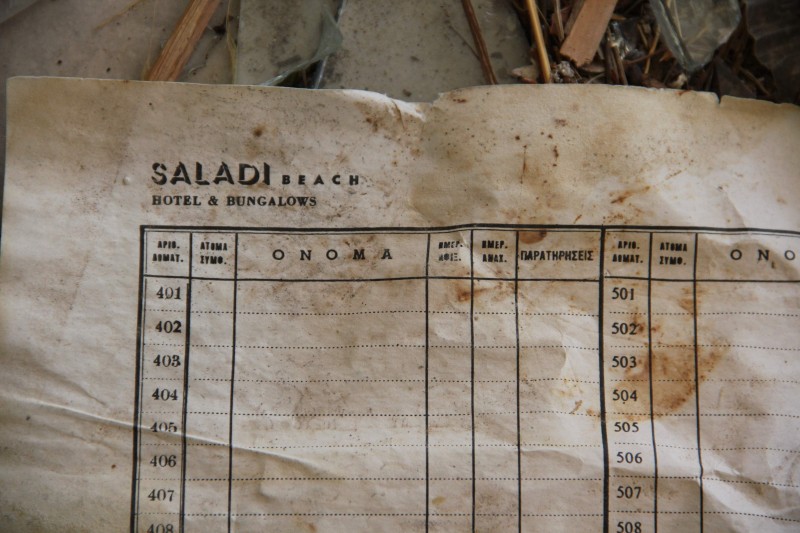 SALADI BEACH
HOTEL & BUNGALOWS
ΑΡΙΘ. ΔΩΜΑΤ. ΑΤΟΜΑ ΣΥΜΦ. ΟΝΟΜΑ ΗΜΕΡ. ΑΦΙΞ. ΗΜΕΡ. ΑΝΑΧ. ΠΑΡΑΤΗΡΗΣΕΙΣ ΑΡΙΘ. ΔΩΜΑΤ. ΑΤΟΜΑ ΣΥΜΦ. ΟΝΟ
401 501
402 502
403 503
404 504
405 505
406 506
407 507
408 508